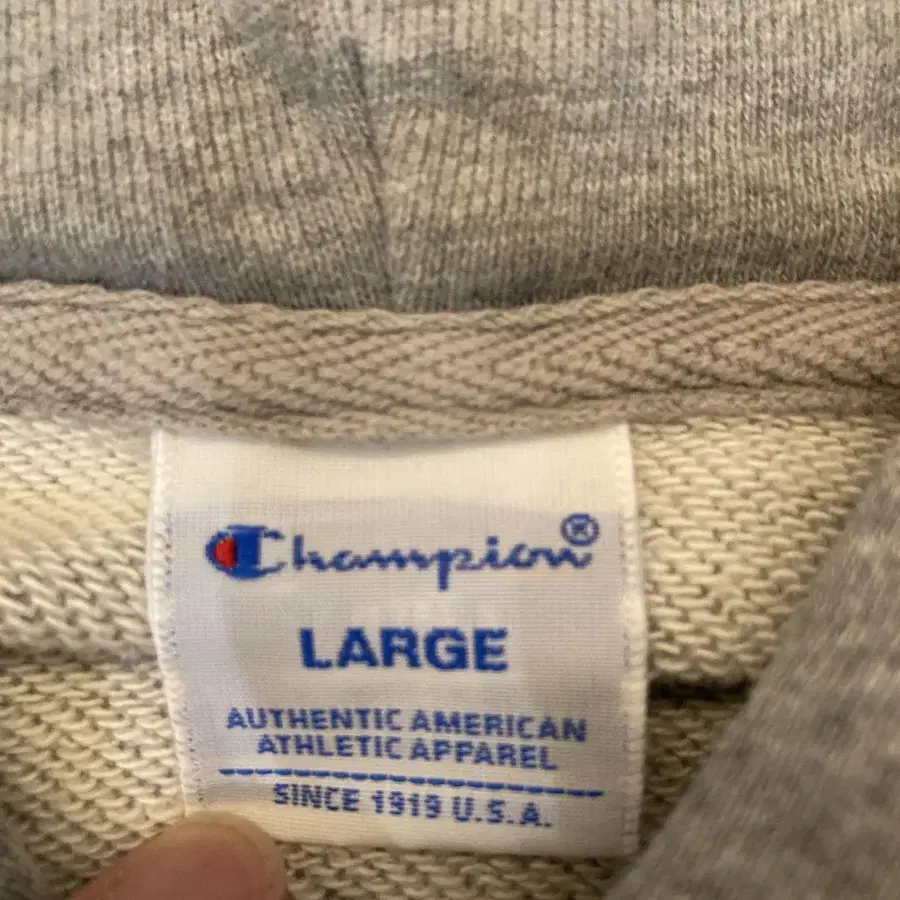 Champion®
LARGE
AUTHENTIC AMERICAN
ATHLETIC APPAREL
SINCE 1919 U.S.A.